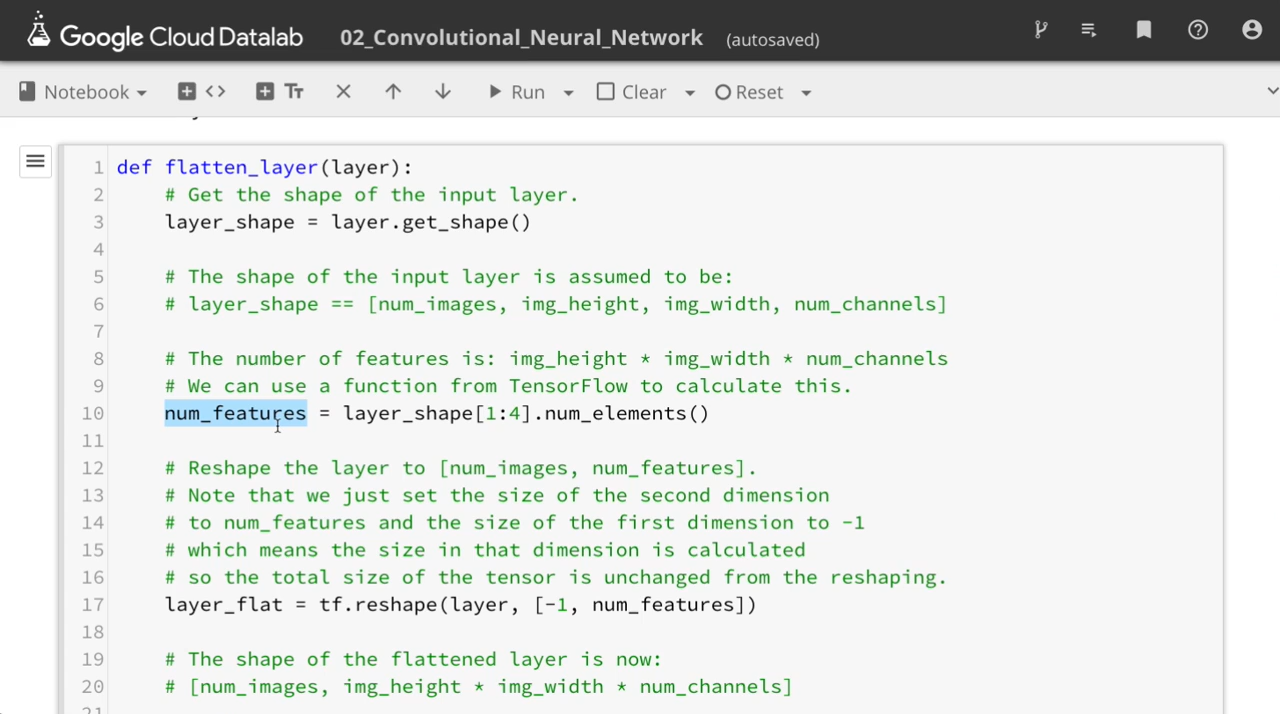 Google Cloud Datalab 02_Convolutional_Neural_Network (autosaved)
Notebook Tt Run Clear Reset
1 def flatten_layer(layer):
2 # Get the shape of the input layer.
3 layer_shape = layer.get_shape()
4
5 # The shape of the input layer is assumed to be:
6 # layer_shape == [num_images, img_height, img_width, num_channels]
7
8 # The number of features is: img_height * img_width * num_channels
9 # We can use a function from TensorFlow to calculate this.
10 num_features = layer_shape[1:4].num_elements()
11
12 # Reshape the layer to [num_images, num_features].
13 # Note that we just set the size of the second dimension
14 # to num_features and the size of the first dimension to -1
15 # which means the size in that dimension is calculated
16 # so the total size of the tensor is unchanged from the reshaping.
17 layer_flat = tf.reshape(layer, [-1, num_features])
18
19 # The shape of the flattened layer is now:
20 # [num_images, img_height * img_width * num_channels]
21